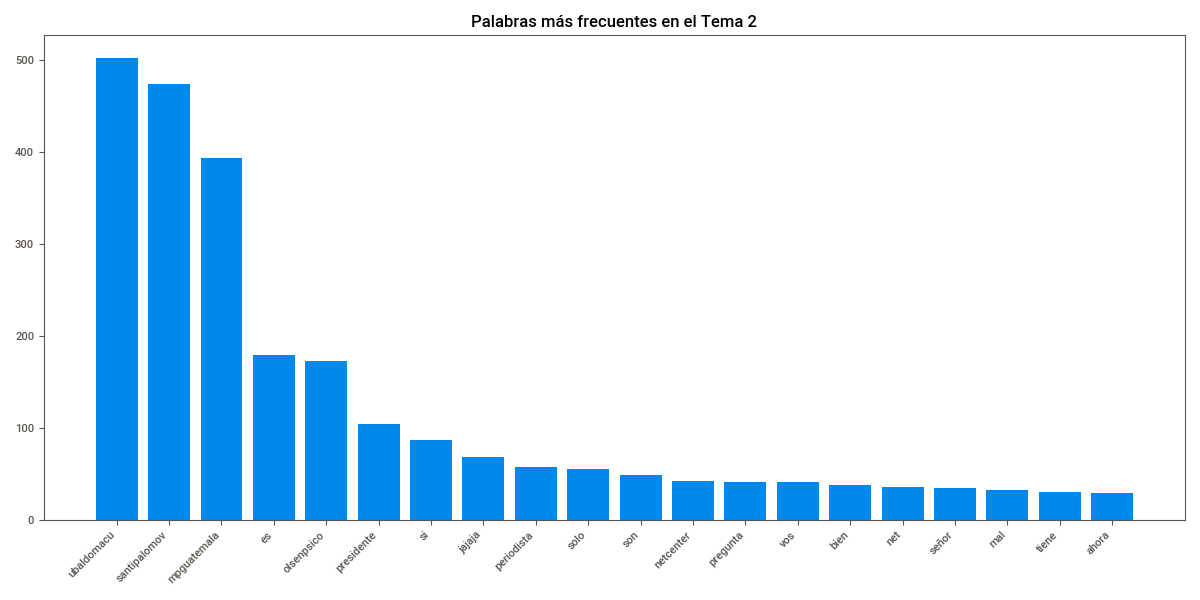 Palabras más frecuentes en el Tema 2
500
400
300
200
100
0
ubaldomacu
santipalomov
mpguatemala
es
olsenpsico
presidente
si
jajaja
periodista
solo
son
netcenter
pregunta
vos
bien
net
señor
mal
tiene
ahora